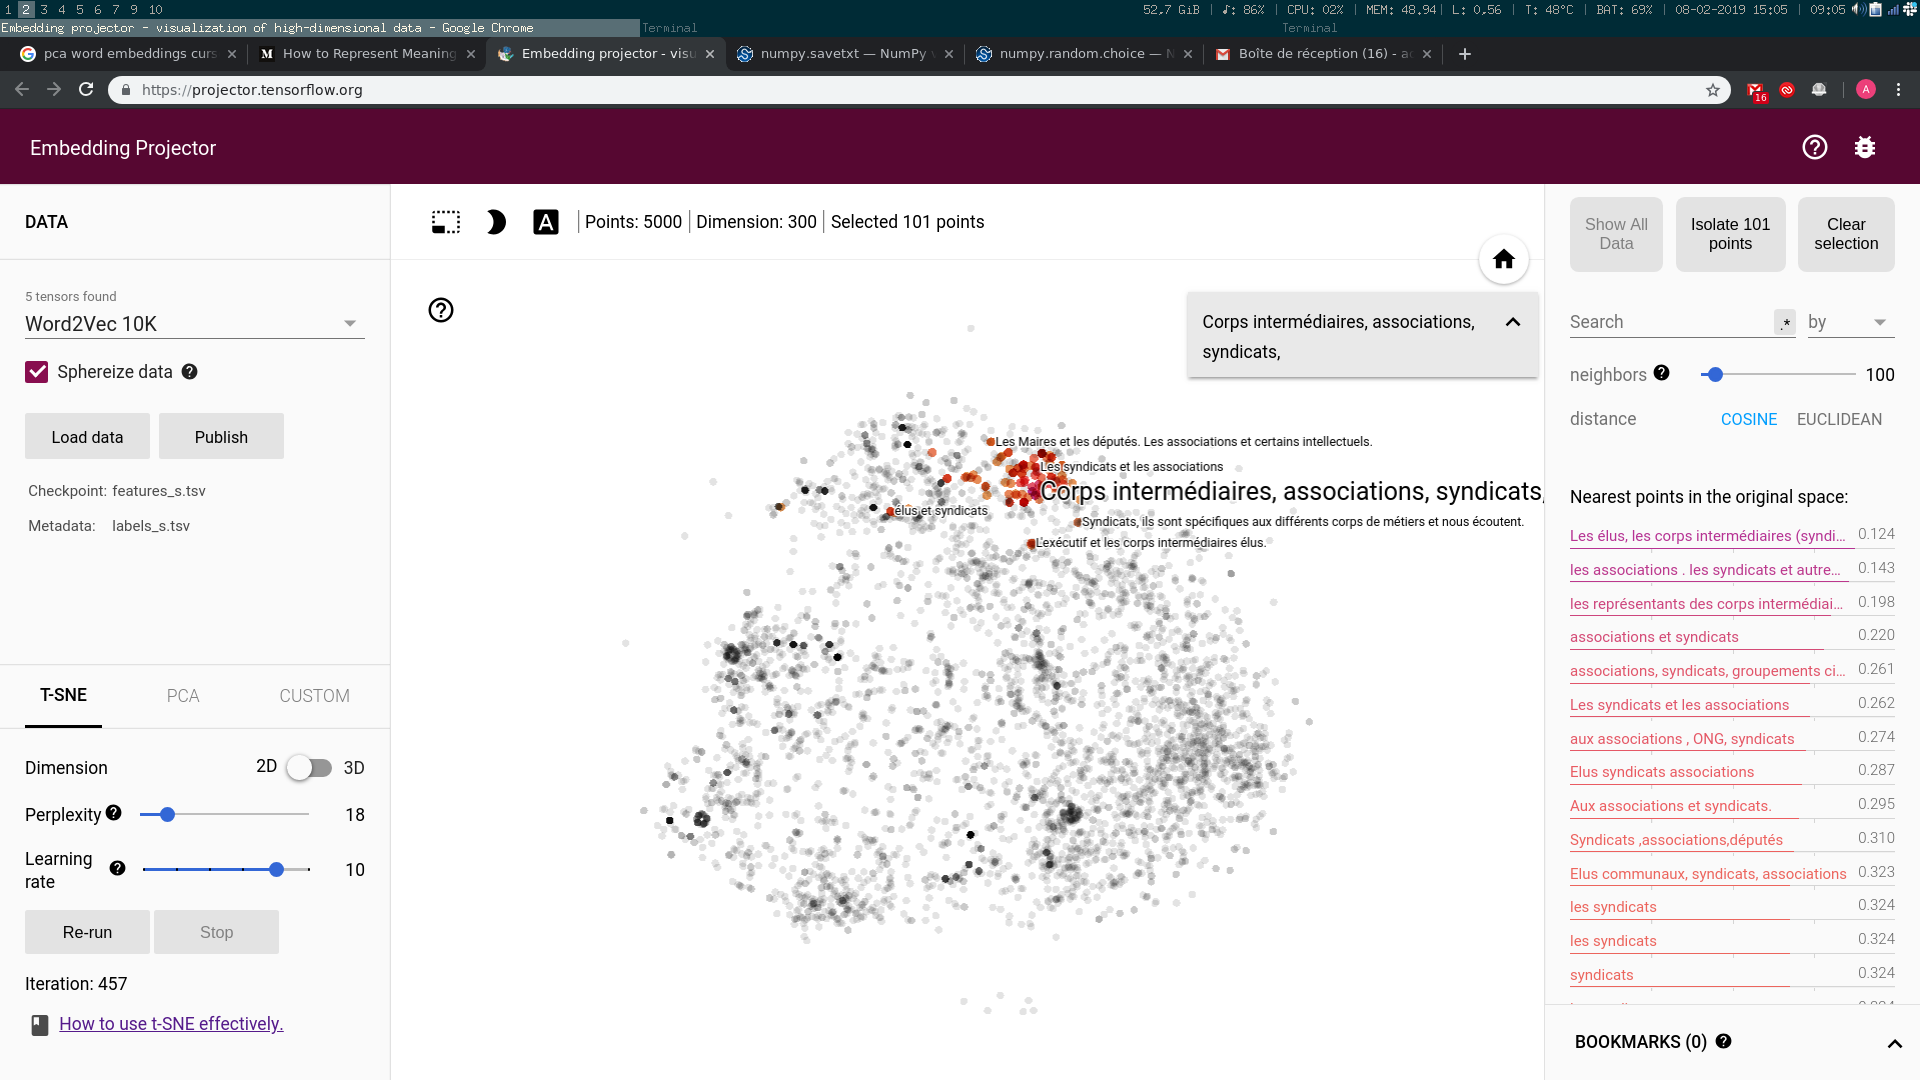 1 2 3 4 5 6 7 8 9 10
52,7 GiB | ♪: 86% | CPU: 02% | MEM: 48.94| L: 0,56 | T: 48°C | BAT: 69% | 08-02-2019 15:05 | 09:05
Embedding projector - visualization of high-dimensional data - Google Chrome
Terminal
Terminal
pca word embeddings curs
How to Represent Meaning
Embedding projector - visu
numpy.savetxt — NumPy v
numpy.random.choice — N
Boîte de réception (16) - ac
https://projector.tensorflow.org
16
A
Embedding Projector
DATA
A
Points: 5000 | Dimension: 300 | Selected 101 points
Show All Data
Isolate 101 points
Clear selection
5 tensors found
Word2Vec 10K
Sphereize data
Load data
Publish
Checkpoint: features_s.tsv
Metadata: labels_s.tsv
T-SNE
PCA
CUSTOM
Dimension 2D 3D
Perplexity 18
Learning rate 10
Re-run
Stop
Iteration: 457
How to use t-SNE effectively.
Corps intermédiaires, associations,
syndicats,
Les Maires et les députés. Les associations et certains intellectuels.
Les syndicats et les associations
Corps intermédiaires, associations, syndicats,
élus et syndicats
Syndicats, ils sont spécifiques aux différents corps de métiers et nous écoutent.
L'exécutif et les corps intermédiaires élus.
Search .* by
neighbors 100
distance COSINE EUCLIDEAN
Nearest points in the original space:
Les élus, les corps intermédiaires (syndi... 0.124
les associations . les syndicats et autre... 0.143
les représentants des corps intermédiai... 0.198
associations et syndicats 0.220
associations, syndicats, groupements ci... 0.261
Les syndicats et les associations 0.262
aux associations , ONG, syndicats 0.274
Elus syndicats associations 0.287
Aux associations et syndicats. 0.295
Syndicats ,associations,députés 0.310
Elus communaux, syndicats, associations 0.323
les syndicats 0.324
les syndicats 0.324
syndicats 0.324
BOOKMARKS (0)